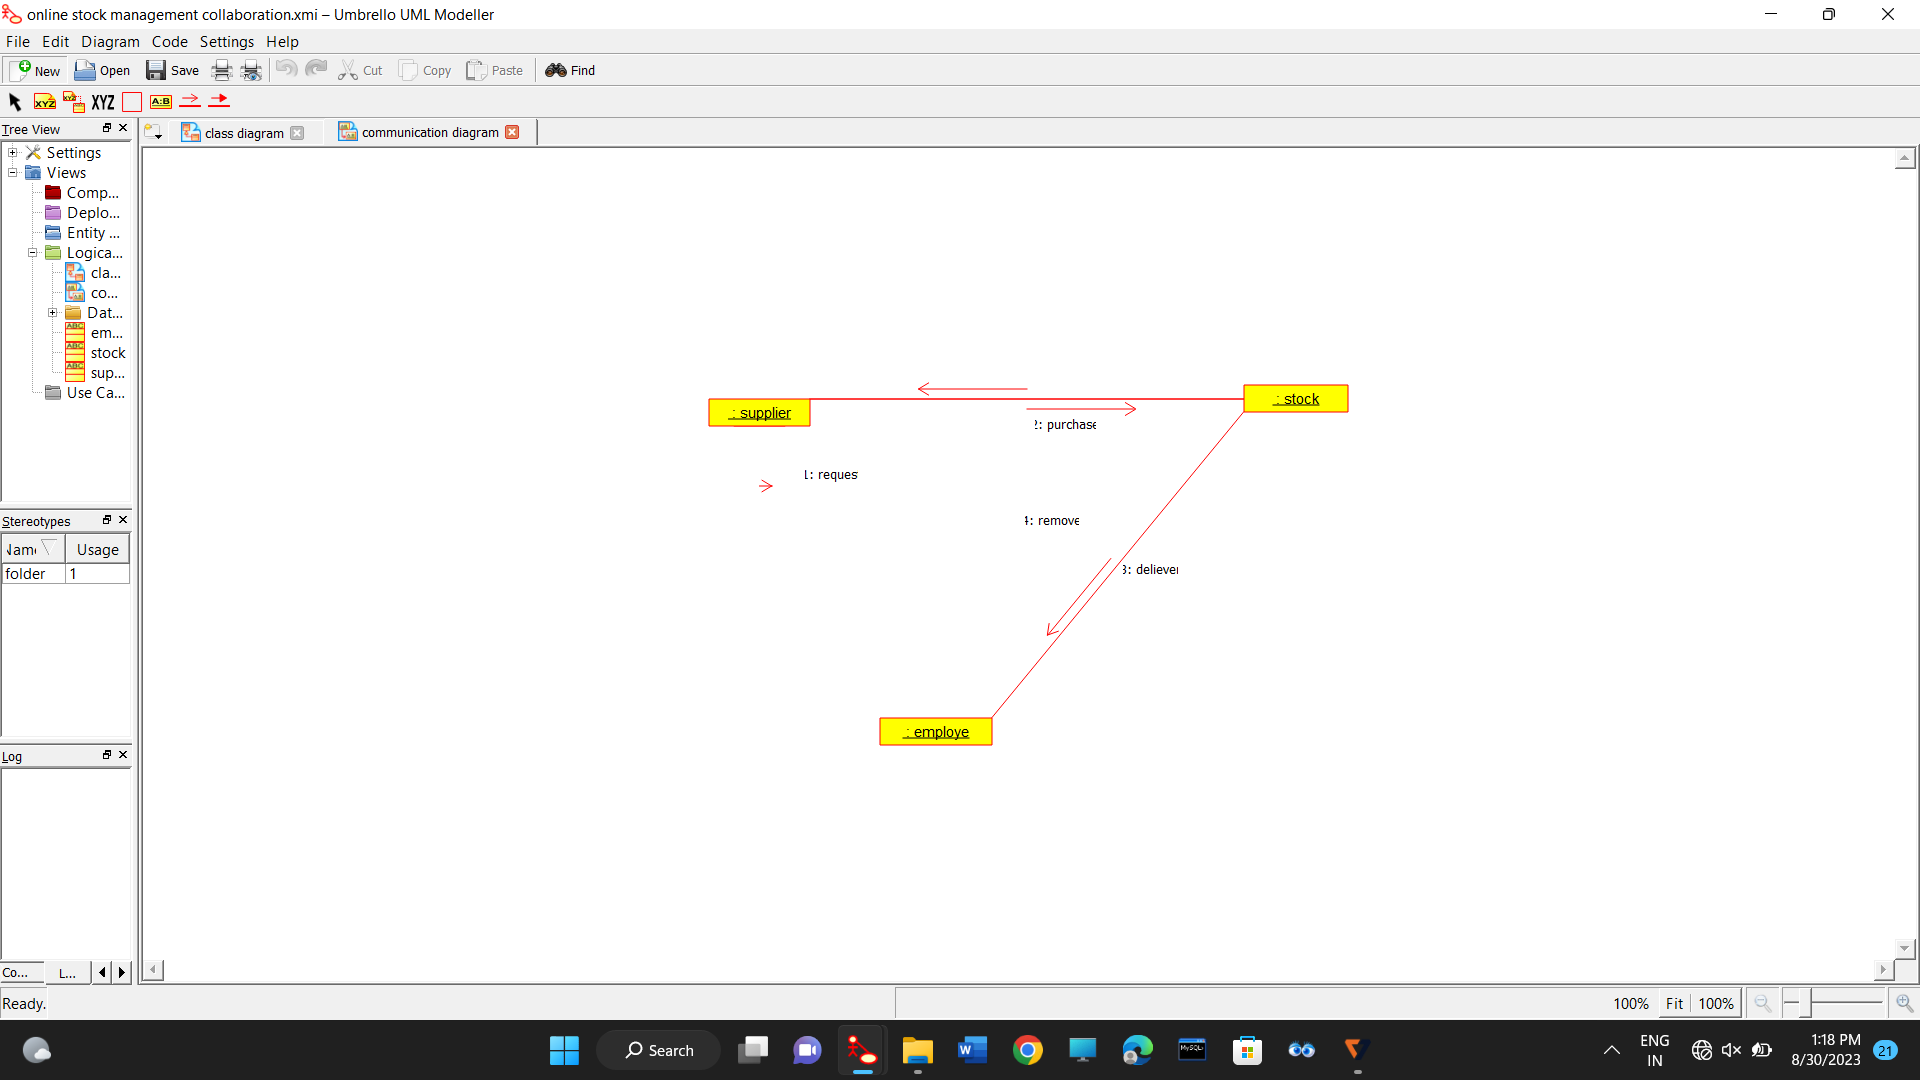 online stock management collaboration.xmi – Umbrello UML Modeller
File Edit Diagram Code Settings Help
New Open Save Cut Copy Paste Find
XYZ XYZ XYZ A:B
Tree View
class diagram
communication diagram
Settings
Views
Comp...
Deplo...
Entity ...
Logica...
cla...
co...
Dat...
em...
stock
sup...
Use Ca...
: supplier
: stock
2: purchase
1: reques
4: remove
3: deliever
: employe
Stereotypes
Name Usage
folder 1
Log
Co... L...
Ready.
100% Fit 100%
Search
ENG
IN
1:18 PM
8/30/2023
21